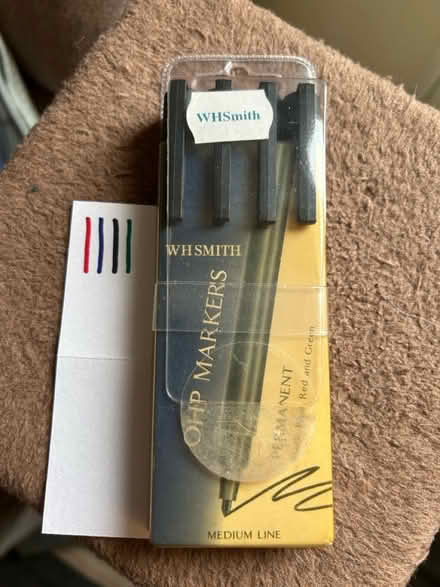 WHSmith
WHSMITH
OHP MARKERS
PERMANENT
Red and Green
MEDIUM LINE